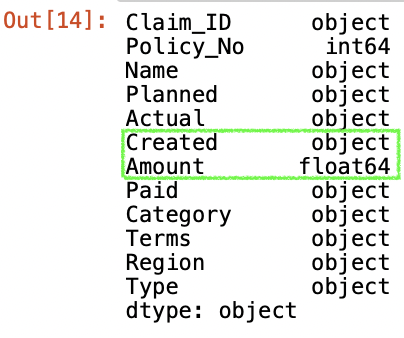 Out[14]: Claim_ID object
Policy_No int64
Name object
Planned object
Actual object
Created object
Amount float64
Paid object
Category object
Terms object
Region object
Type object
dtype: object